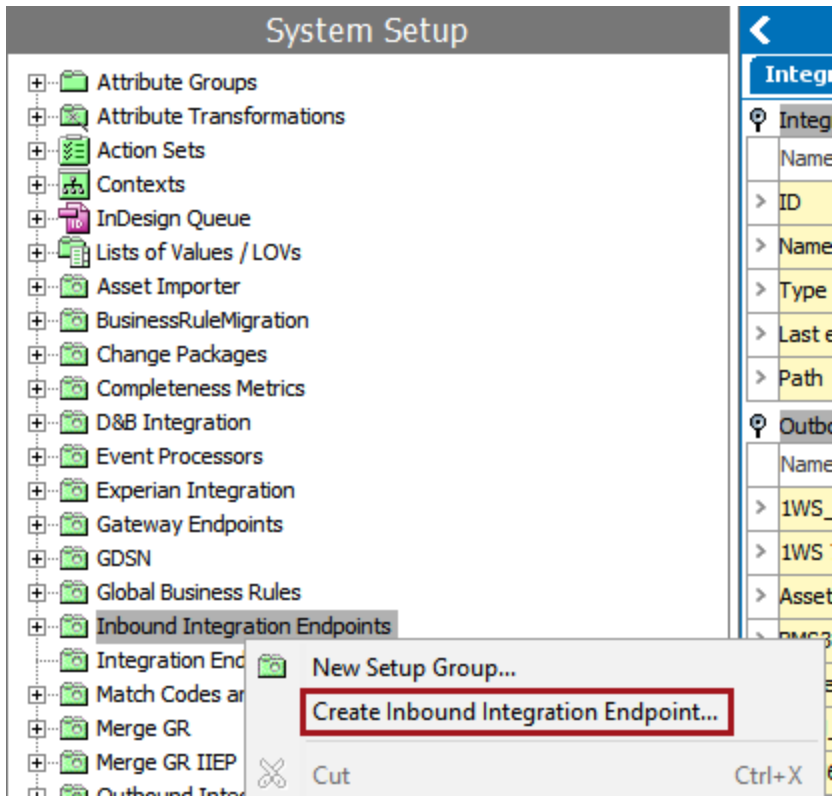 System Setup
Attribute Groups
Attribute Transformations
Action Sets
Contexts
InDesign Queue
Lists of Values / LOVs
Asset Importer
BusinessRuleMigration
Change Packages
Completeness Metrics
D&B Integration
Event Processors
Experian Integration
Gateway Endpoints
GDSN
Global Business Rules
Inbound Integration Endpoints
Integration End
Match Codes ar
Merge GR
Merge GR IIEP
New Setup Group...
Create Inbound Integration Endpoint...
Cut Ctrl+X
Integr
Integ
Name
ID
Name
Type
Last e
Path
Outbo
Name
1WS_
1WS
Asset